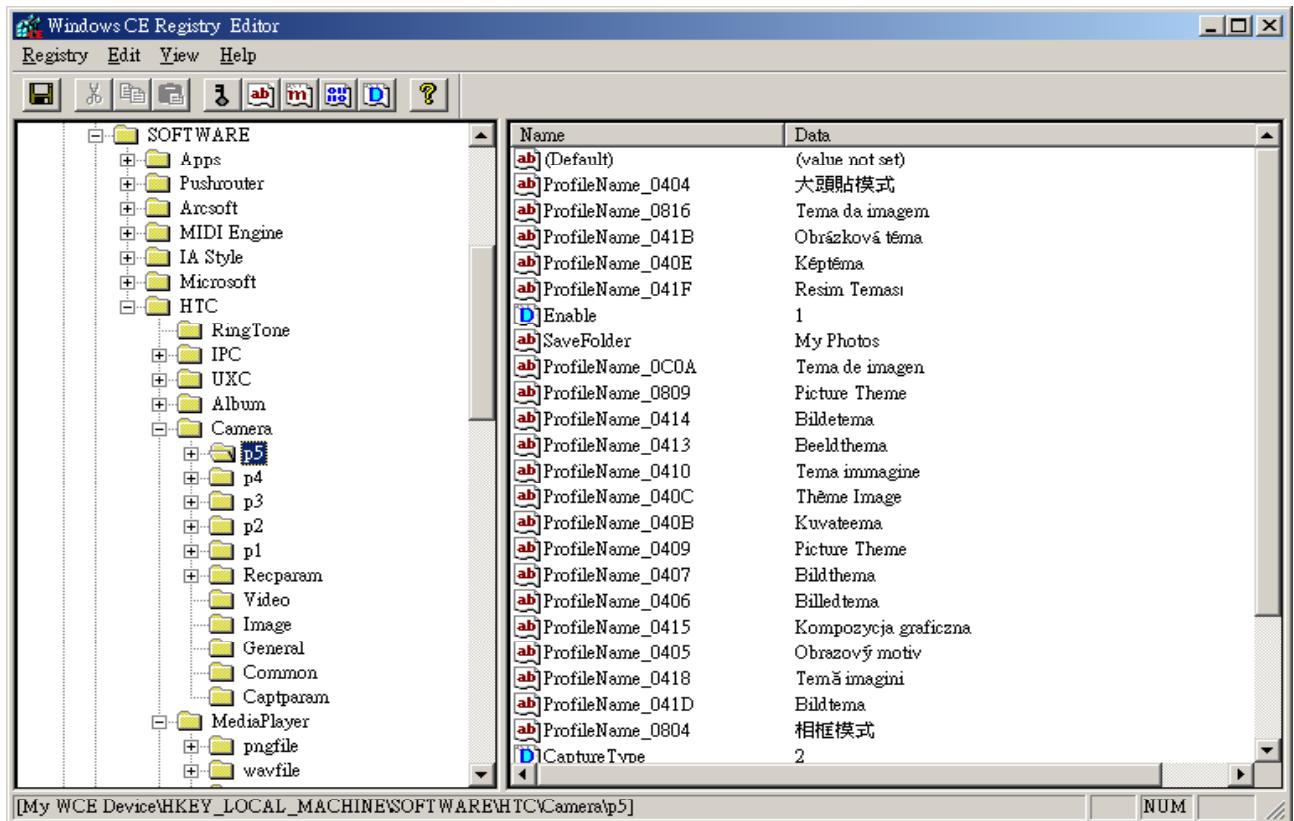 Windows CE Registry Editor
Registry Edit View Help
SOFTWARE
Apps
Pushrouter
Arcsoft
MIDI Engine
IA Style
Microsoft
HTC
RingTone
IPC
UXC
Album
Camera
p5
p4
p3
p2
p1
Recparam
Video
Image
General
Common
Captparam
MediaPlayer
pngfile
wavfile
Name Data
(Default) (value not set)
ProfileName_0404 大頭貼模式
ProfileName_0816 Tema da imagem
ProfileName_041B Obrázková téma
ProfileName_040E Képtéma
ProfileName_041F Resim Teması
Enable 1
SaveFolder My Photos
ProfileName_0C0A Tema de imagen
ProfileName_0809 Picture Theme
ProfileName_0414 Bildetema
ProfileName_0413 Beeldthema
ProfileName_0410 Tema immagine
ProfileName_040C Thème Image
ProfileName_040B Kuvateema
ProfileName_0409 Picture Theme
ProfileName_0407 Bildthema
ProfileName_0406 Billedtema
ProfileName_0415 Kompozycja graficzna
ProfileName_0405 Obrazový motiv
ProfileName_0418 Temă imagini
ProfileName_041D Bildtema
ProfileName_0804 相框模式
CaptureType 2
[My WCE Device\HKEY_LOCAL_MACHINE\SOFTWARE\HTC\Camera\p5] NUM